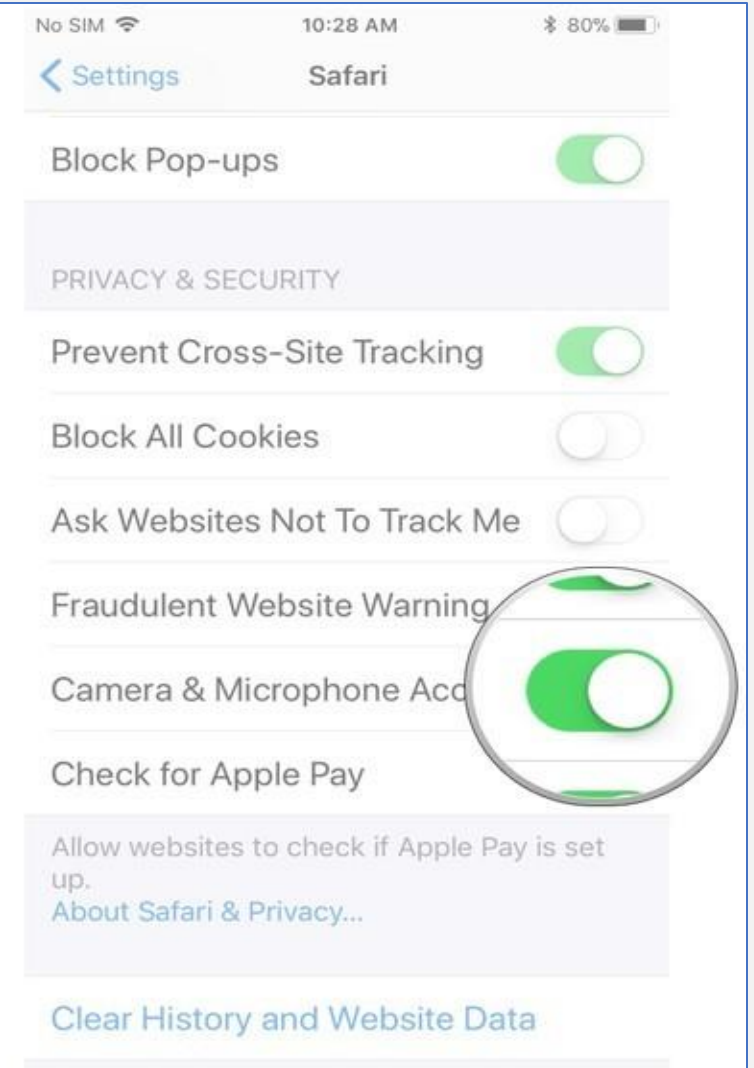 No SIM 10:28 AM 80%
Settings Safari
Block Pop-ups
PRIVACY & SECURITY
Prevent Cross-Site Tracking
Block All Cookies
Ask Websites Not To Track Me
Fraudulent Website Warning
Camera & Microphone Acc
Check for Apple Pay
Allow websites to check if Apple Pay is set
up.
About Safari & Privacy...
Clear History and Website Data